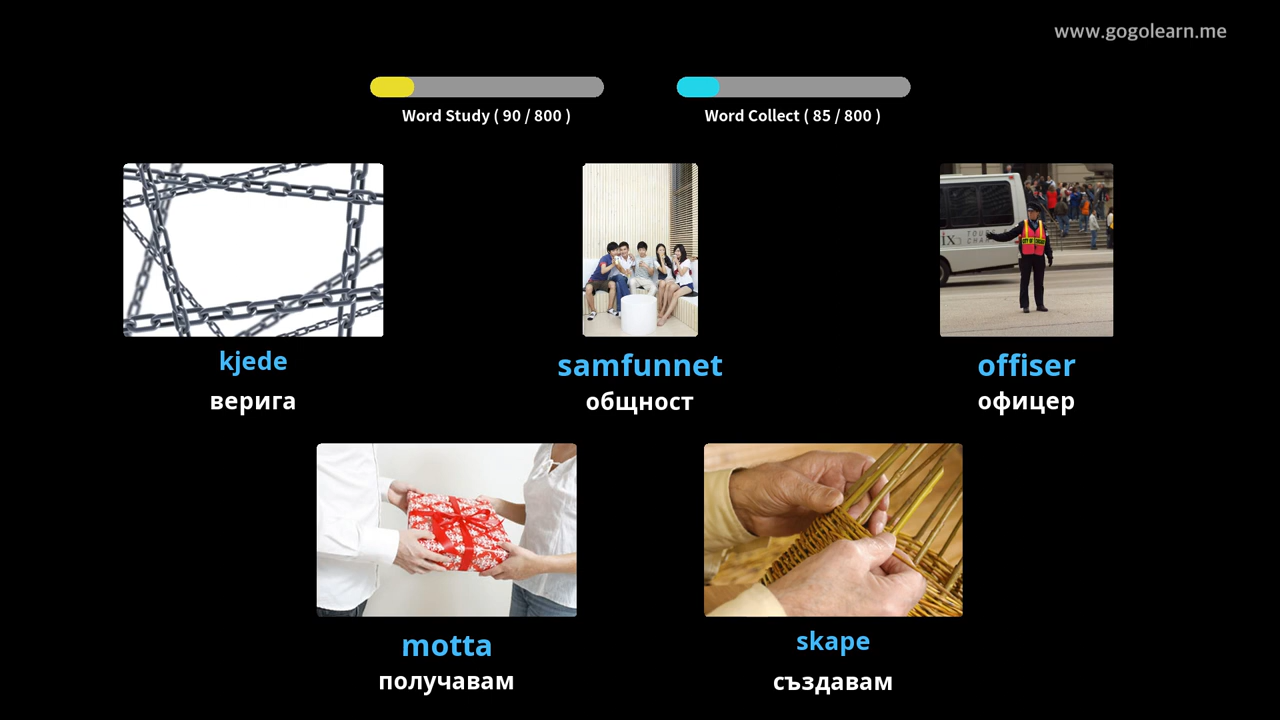 www.gogolearn.me
Word Study ( 90 / 800 )
Word Collect ( 85 / 800 )
kjede
верига
samfunnet
общност
offiser
офицер
motta
получавам
skape
създавам